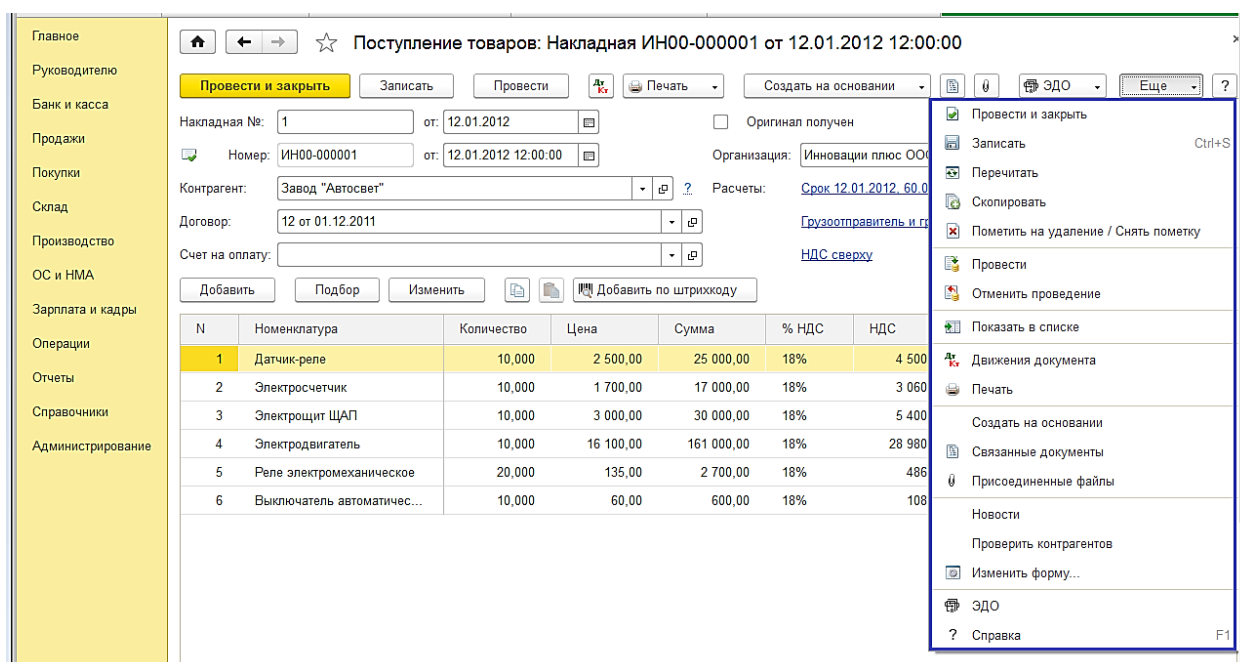 Главное
Руководителю
Банк и касса
Продажи
Покупки
Склад
Производство
ОС и НМА
Зарплата и кадры
Операции
Отчеты
Справочники
Администрирование
Поступление товаров: Накладная ИН00-000001 от 12.01.2012 12:00:00
Провести и закрыть Записать Провести Дт Кт Печать Создать на основании ЭДО Еще ?
Накладная №: 1 от: 12.01.2012 Оригинал получен
Номер: ИН00-000001 от: 12.01.2012 12:00:00 Организация: Инновации плюс ООО
Контрагент: Завод "Автосвет" ? Расчеты: Срок 12.01.2012, 60.0
Договор: 12 от 01.12.2011 Грузоотправитель и
Счет на оплату: НДС сверху
Добавить Подбор Изменить Добавить по штрихкоду
N Номенклатура Количество Цена Сумма % НДС НДС
1 Датчик-реле 10,000 2 500,00 25 000,00 18% 4 500
2 Электросчетчик 10,000 1 700,00 17 000,00 18% 3 060
3 Электрощит ЩАП 10,000 3 000,00 30 000,00 18% 5 400
4 Электродвигатель 10,000 16 100,00 161 000,00 18% 28 980
5 Реле электромеханическое 20,000 135,00 2 700,00 18% 486
6 Выключатель автоматичес... 10,000 60,00 600,00 18% 108
Провести и закрыть
Записать Ctrl+S
Перечитать
Скопировать
Пометить на удаление / Снять пометку
Провести
Отменить проведение
Показать в списке
Дт Кт Движения документа
Печать
Создать на основании
Связанные документы
Присоединенные файлы
Новости
Проверить контрагентов
Изменить форму...
ЭДО
? Справка F1